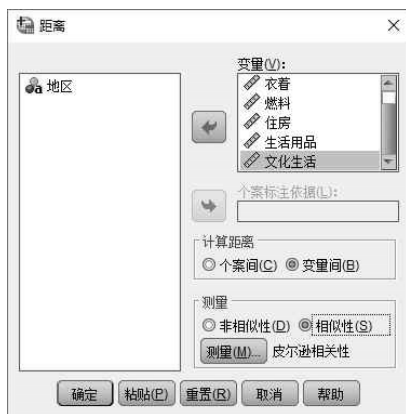 距离
地区
变量(V):
衣着
燃料
住房
生活用品
文化生活
个案标注依据(L):
计算距离
个案间(C) 变量间(B)
测量
非相似性(D) 相似性(S)
测量(M)... 皮尔逊相关性
确定 粘贴(P) 重置(R) 取消 帮助